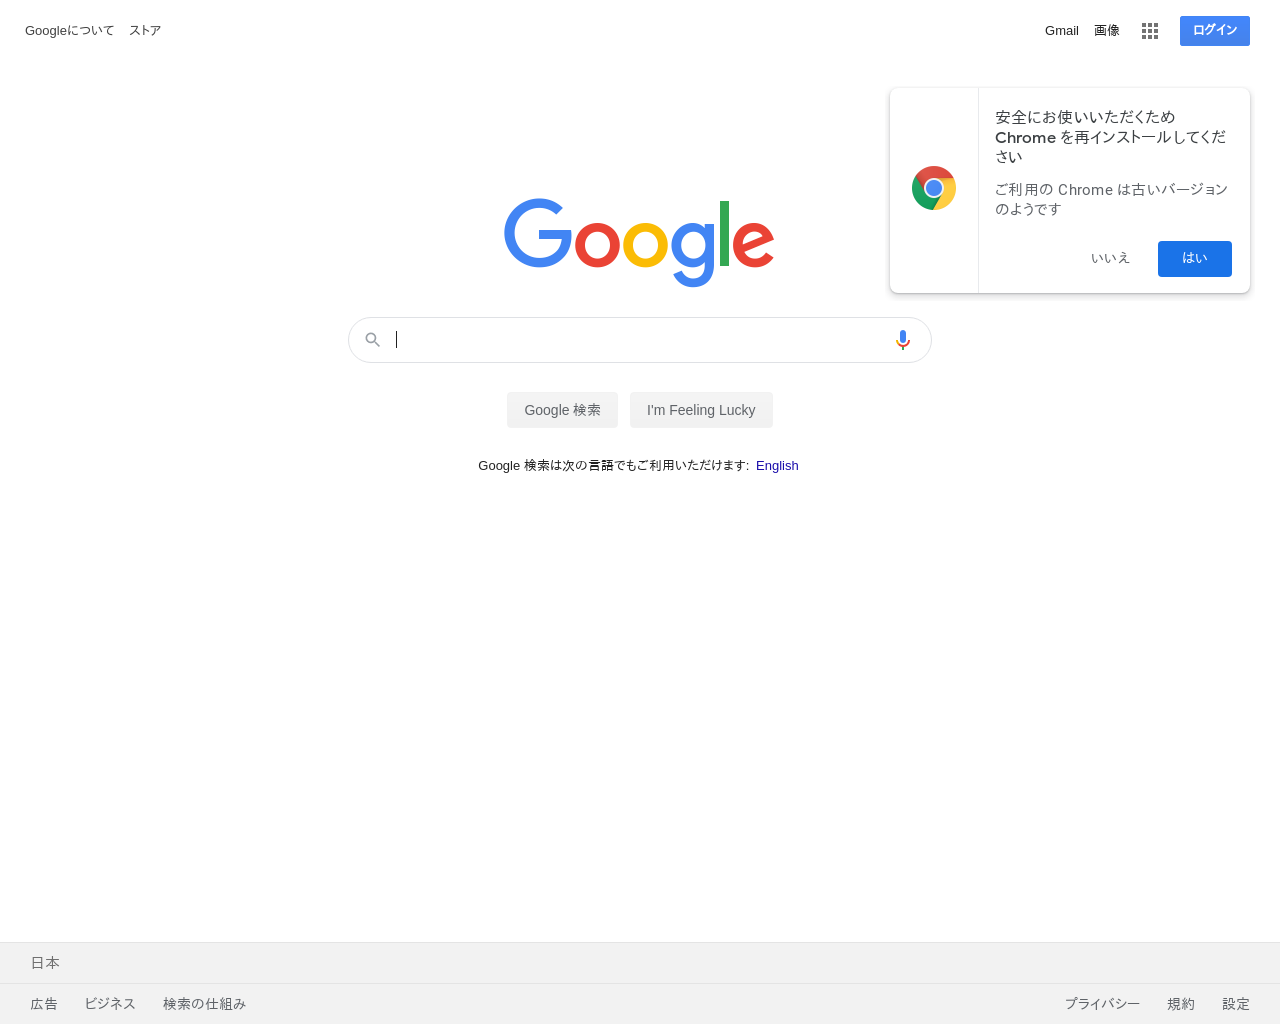 Googleについて ストア
Gmail 画像 ログイン
安全にお使いいただくため
Chrome を再インストールしてくだ
さい
ご利用の Chrome は古いバージョン
のようです
いいえ はい
Google
Google 検索 I'm Feeling Lucky
Google 検索は次の言語でもご利用いただけます: English
日本
広告 ビジネス 検索の仕組み
プライバシー 規約 設定